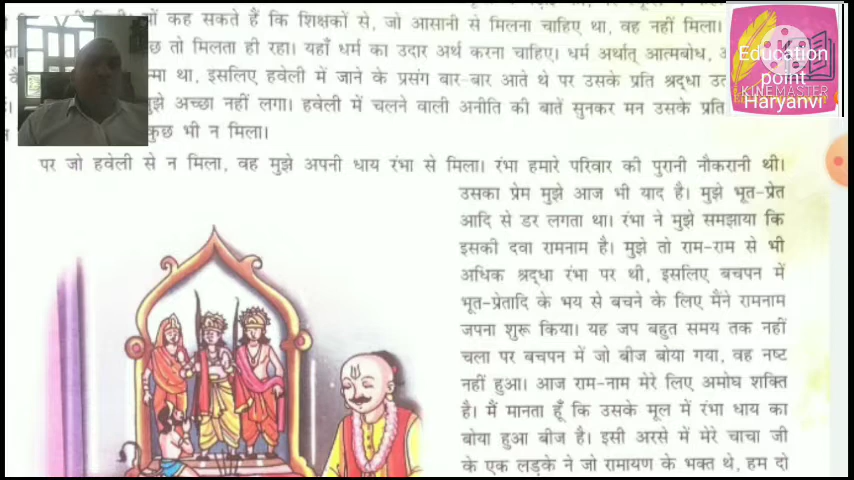 कह सकते हैं कि शिक्षकों से, जो आसानी से मिलना चाहिए था, वह नहीं मिला।
छ तो मिलता ही रहा। यहाँ धर्म का उदार अर्थ करना चाहिए। धर्म अर्थात् आत्मबोध,
था, इसलिए हवेली में जाने के प्रसंग बार-बार आते थे पर उसके प्रति श्रद्धा
मुझे अच्छा नहीं लगा। हवेली में चलने वाली अनीति की बातें सुनकर मन उसके प्रति
कुछ भी न मिला।
पर जो हवेली से न मिला, वह मुझे अपनी धाय रंभा से मिला। रंभा हमारे परिवार की पुरानी नौकरानी थी।
उसका प्रेम मुझे आज भी याद है। मुझे भूत-प्रेत
आदि से डर लगता था। रंभा ने मुझे समझाया कि
इसकी दवा रामनाम है। मुझे तो राम-राम से भी
अधिक श्रद्धा रंभा पर थी, इसलिए बचपन में
भूत-प्रेतादि के भय से बचने के लिए मैंने रामनाम
जपना शुरू किया। यह जप बहुत समय तक नहीं
चला पर बचपन में जो बीज बोया गया, वह नष्ट
नहीं हुआ। आज राम-नाम मेरे लिए अमोघ शक्ति
है। मैं मानता हूँ कि उसके मूल में रंभा धाय का
बोया हुआ बीज है। इसी अरसे में मेरे चाचा जी
के एक लड़के ने जो रामायण के भक्त थे, हम दो
Education
point
KINEMASTER
Haryanvi